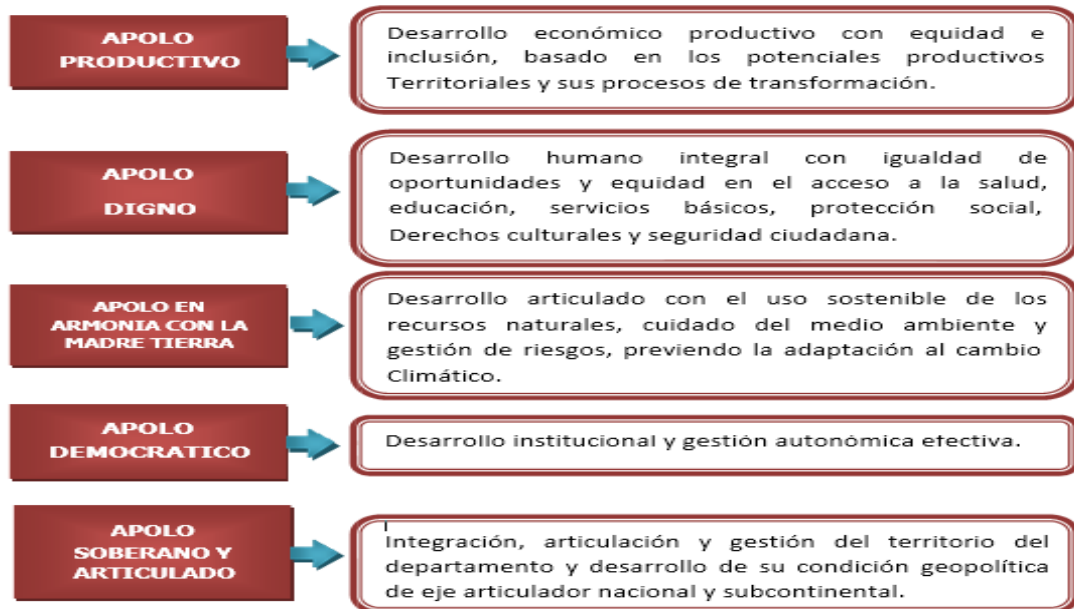 APOLO
PRODUCTIVO
Desarrollo económico productivo con equidad e
inclusión, basado en los potenciales productivos
Territoriales y sus procesos de transformación.
APOLO
DIGNO
Desarrollo humano integral con igualdad de
oportunidades y equidad en el acceso a la salud,
educación, servicios básicos, protección social,
Derechos culturales y seguridad ciudadana.
APOLO EN
ARMONIA CON LA
MADRE TIERRA
Desarrollo articulado con el uso sostenible de los
recursos naturales, cuidado del medio ambiente y
gestión de riesgos, previendo la adaptación al cambio
Climático.
APOLO
DEMOCRATICO
Desarrollo institucional y gestión autonómica efectiva.
APOLO
SOBERANO Y
ARTICULADO
Integración, articulación y gestión del territorio del
departamento y desarrollo de su condición geopolítica
de eje articulador nacional y subcontinental.